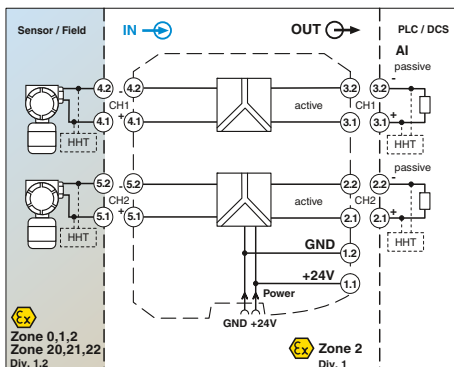 Sensor / Field IN OUT PLC / DCS
AI
passive
4.2 - 4.2 3.2 3.2 -
CH1 active CH1
4.1 + 4.1 3.1 3.1 +
HHT HHT
passive
5.2 - 5.2 2.2 2.2 -
CH2 active CH2
5.1 + 5.1 2.1 2.1 +
HHT HHT
GND 1.2
+24V 1.1
Power
GND +24V
Ex
Zone 0,1,2
Zone 20,21,22
Div. 1,2
Ex Zone 2
Div. 1